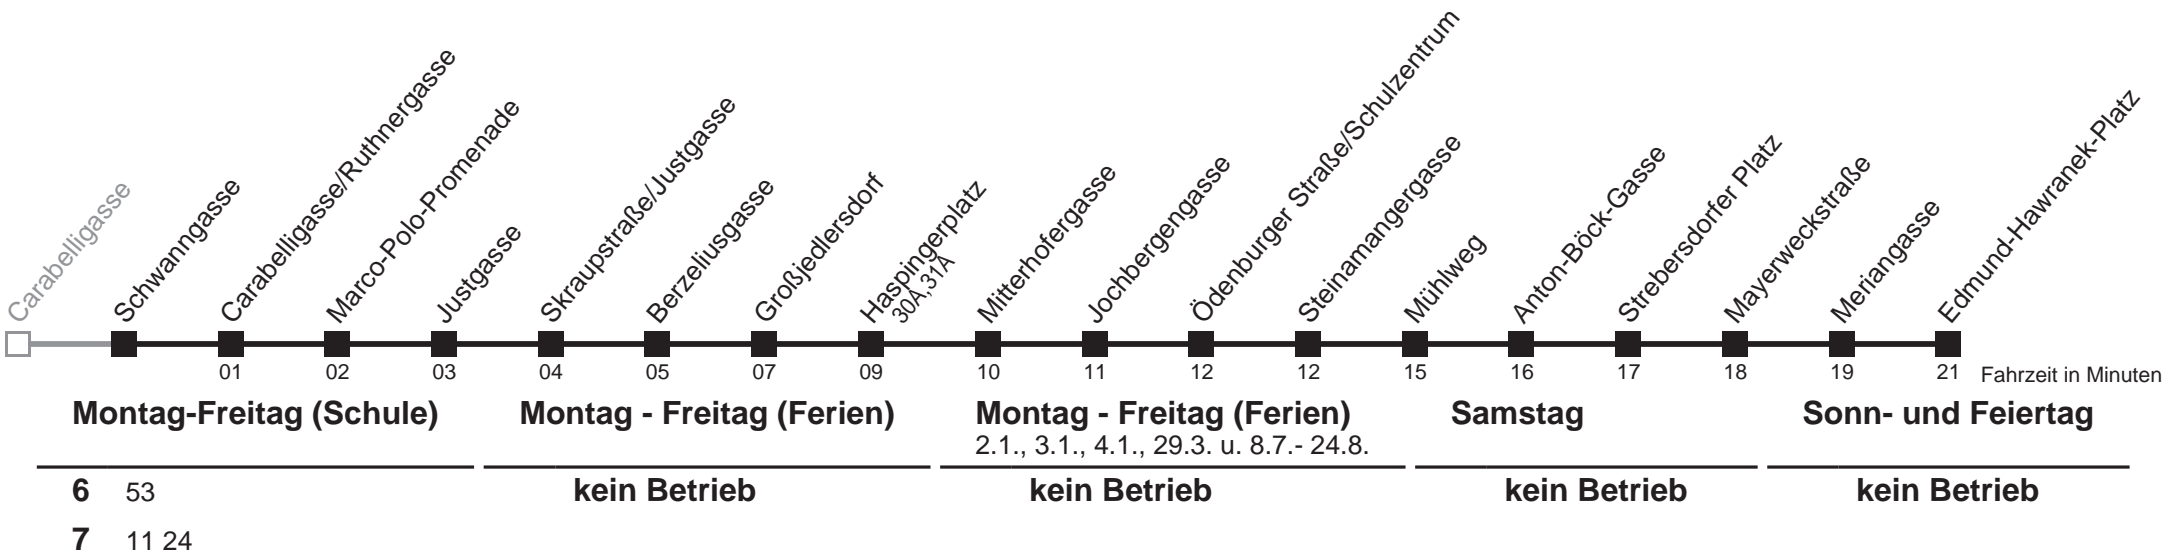 Carabelligasse
Schwanngasse
Carabelligasse/Ruthnergasse
Marco-Polo-Promenade
Justgasse
Skraupstraße/Justgasse
Berzeliusgasse
Großjedlersdorf
Haspingerplatz
30A,31A
Mitterhofergasse
Jochbergengasse
Ödenburger Straße/Schulzentrum
Steinamangergasse
Mühlweg
Anton-Böck-Gasse
Strebersdorfer Platz
Mayerweckstraße
Meriangasse
Edmund-Hawranek-Platz
01 02 03 04 05 07 09 10 11 12 12 15 16 17 18 19 21 Fahrzeit in Minuten
Montag-Freitag (Schule) Montag - Freitag (Ferien) Montag - Freitag (Ferien) Samstag Sonn- und Feiertag
2.1., 3.1., 4.1., 29.3. u. 8.7.- 24.8.
6 53 kein Betrieb kein Betrieb kein Betrieb kein Betrieb
7 11 24